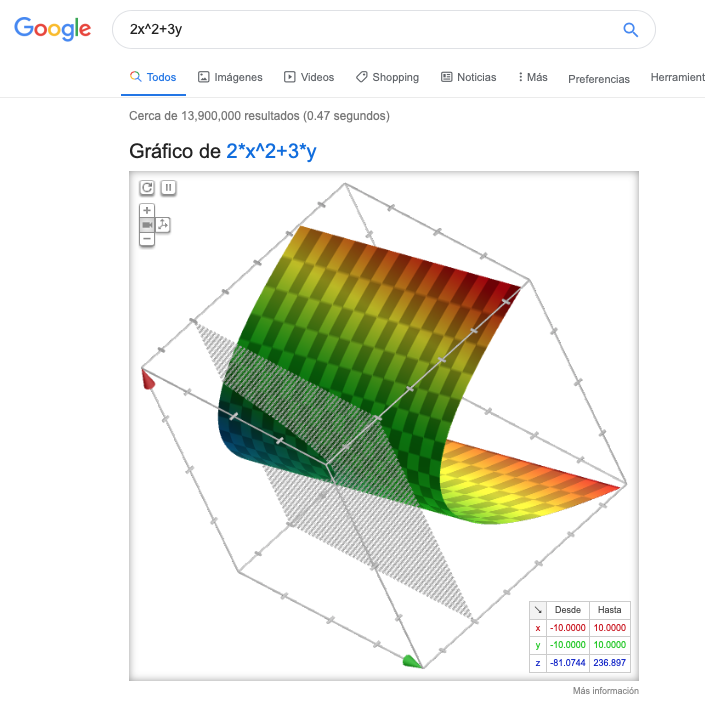 Google
2x^2+3y
Todos Imágenes Videos Shopping Noticias Más Preferencias Herrament
Cerca de 13,900,000 resultados (0.47 segundos)
Gráfico de 2*x^2+3*y
Desde Hasta
x -10.0000 10.0000
y -10.0000 10.0000
z -81.0744 236.897
Más información